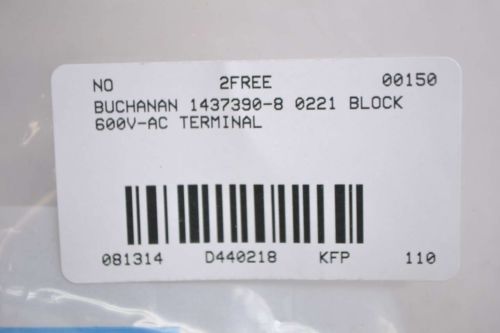 NO 2FREE 00150
BUCHANAN 1437390-8 0221 BLOCK
600V-AC TERMINAL
081314 D440218 KFP 110